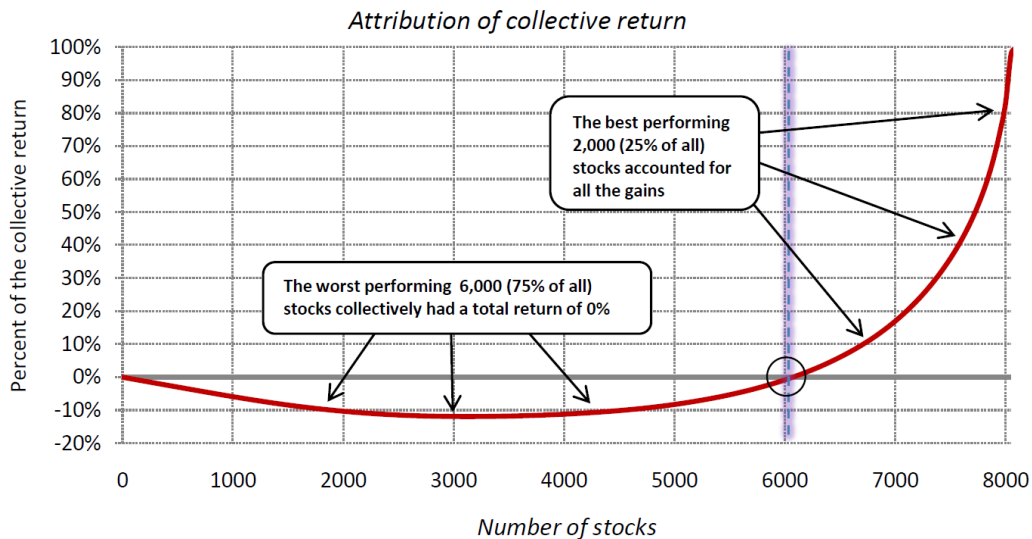 Attribution of collective return
100%
90%
80%
70%
60%
50%
40%
30%
20%
10%
0%
-10%
-20%
Percent of the collective return
The best performing
2,000 (25% of all)
stocks accounted for
all the gains
The worst performing 6,000 (75% of all)
stocks collectively had a total return of 0%
0 1000 2000 3000 4000 5000 6000 7000 8000
Number of stocks